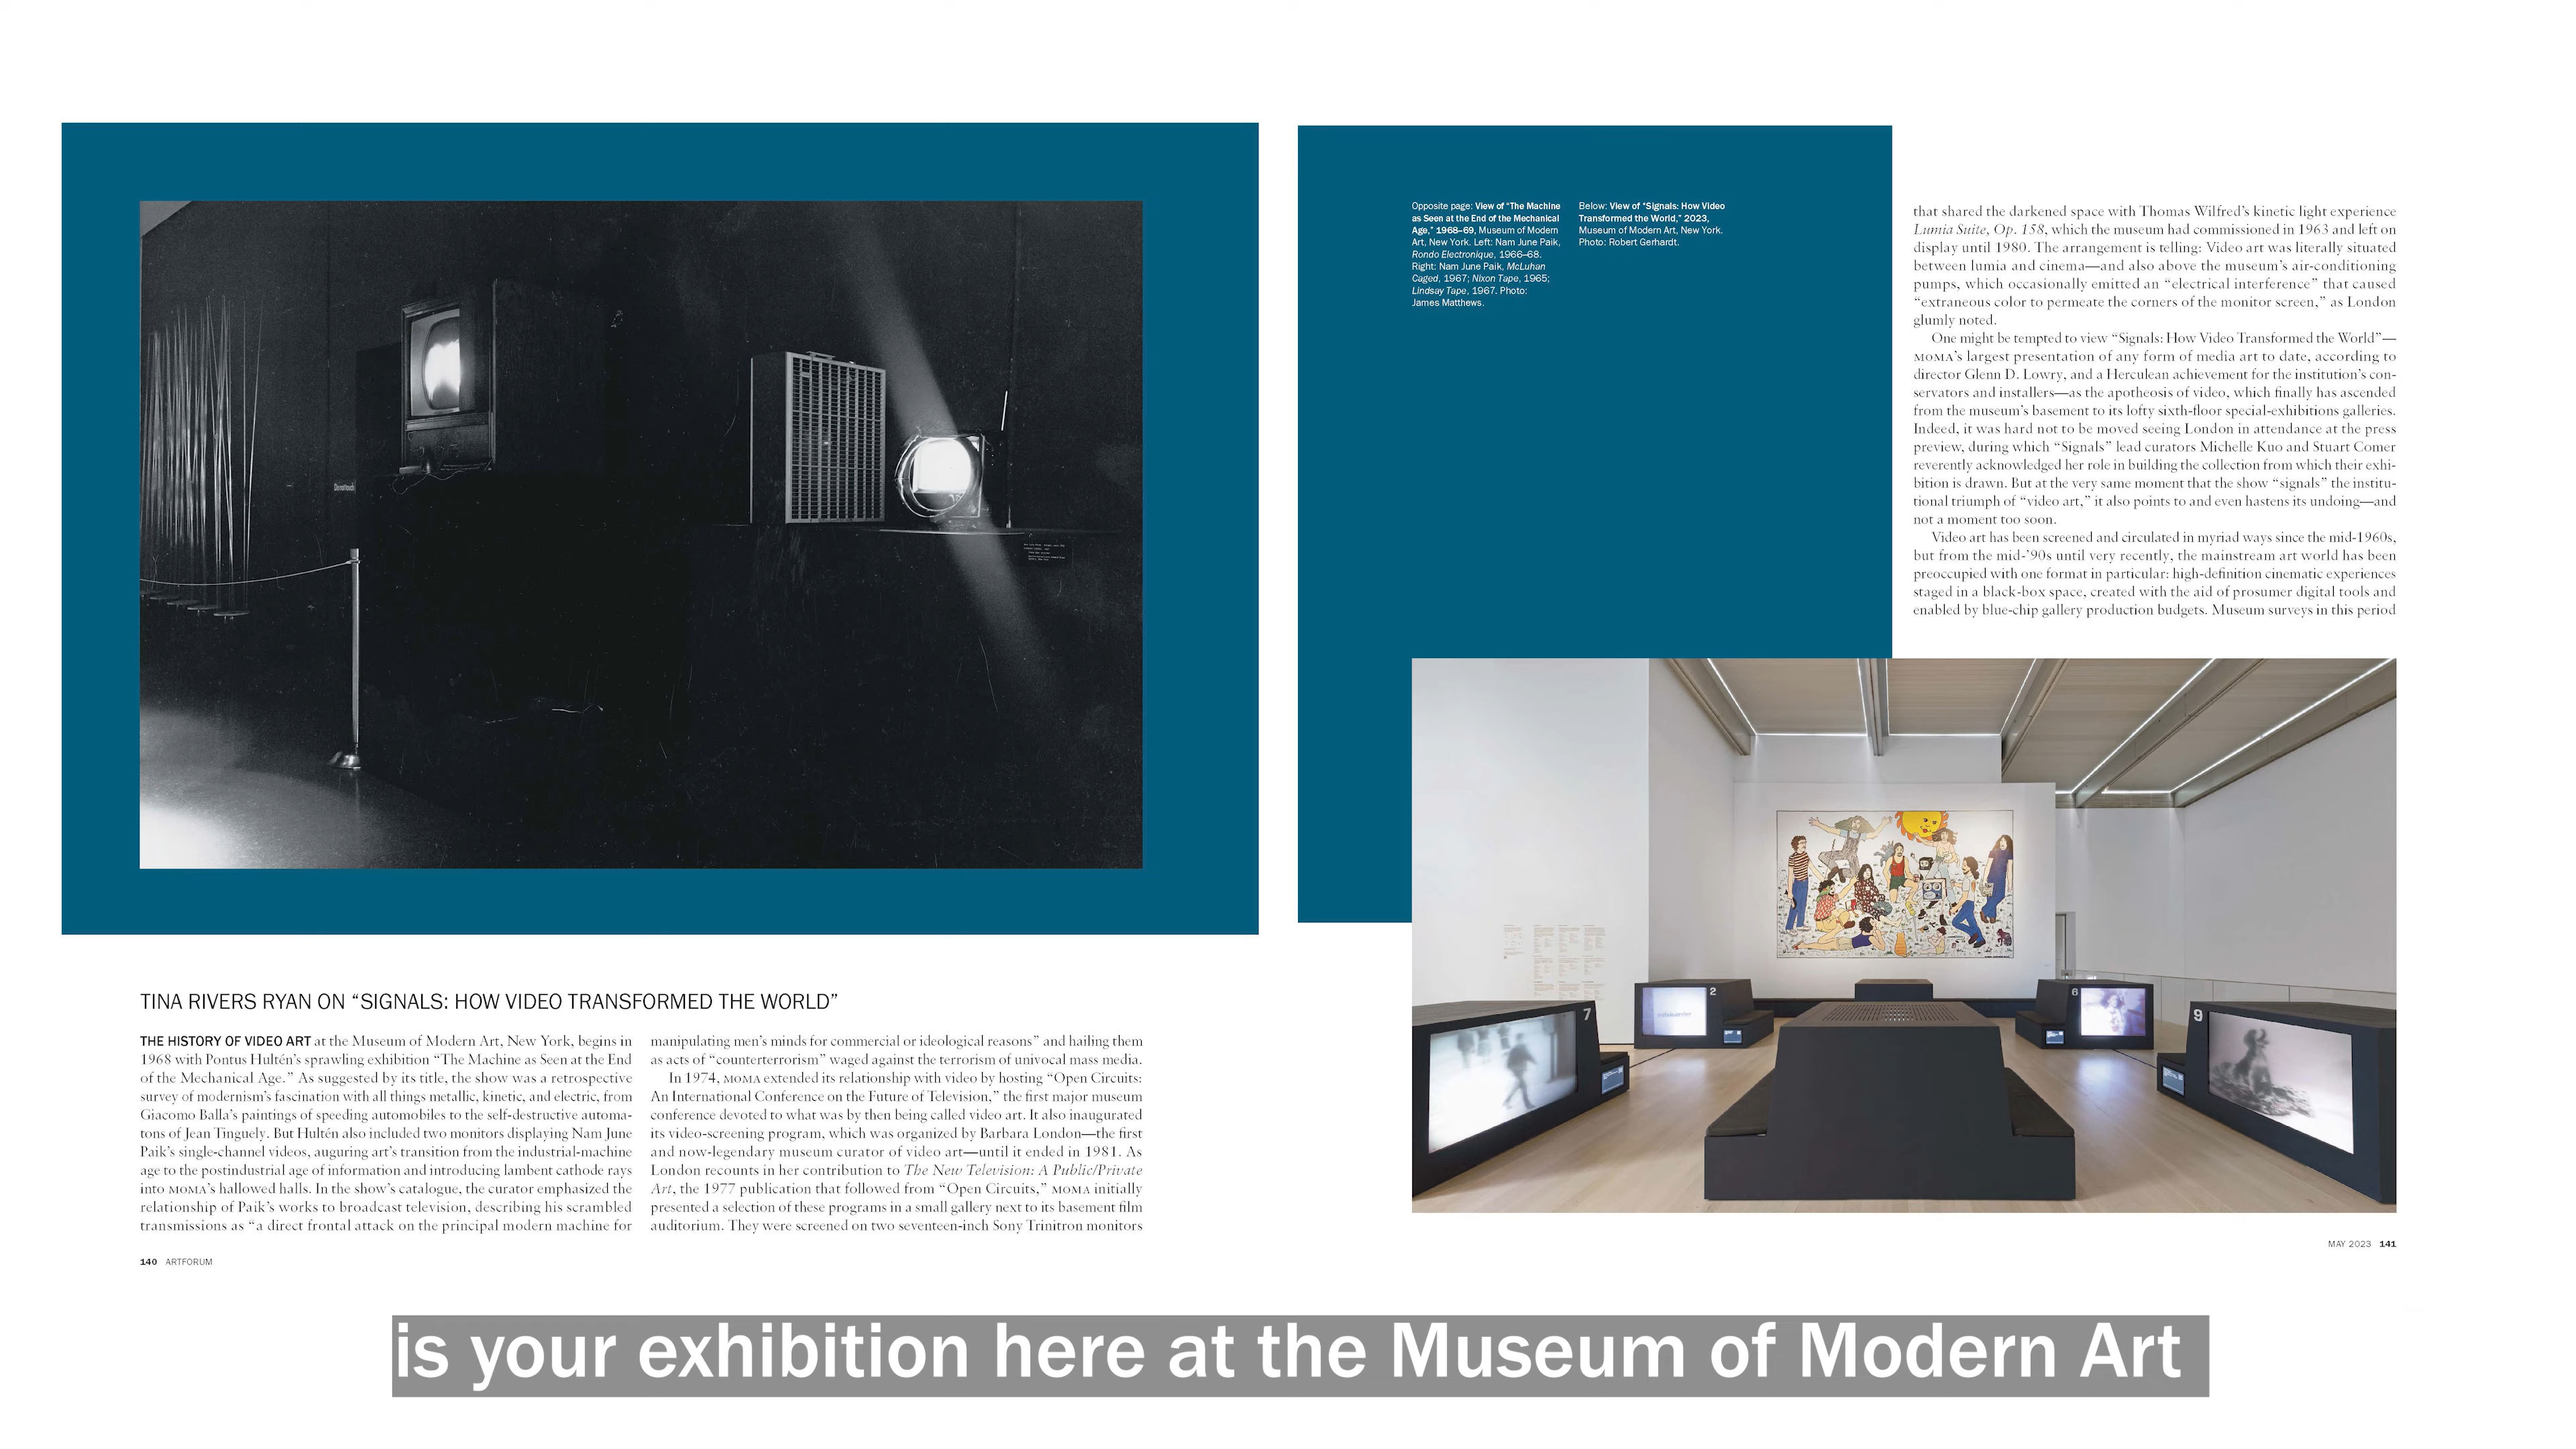 TINA RIVERS RYAN ON “SIGNALS: HOW VIDEO TRANSFORMED THE WORLD”
THE HISTORY OF VIDEO ART at the Museum of Modern Art, New York, begins in
1968 with Pontus Hultén’s sprawling exhibition “The Machine as Seen at the End
of the Mechanical Age.” As suggested by its title, the show was a retrospective
survey of modernism’s fascination with all things metallic, kinetic, and electric, from
Giacomo Balla’s paintings of speeding automobiles to the self-destructive automa-
tons of Jean Tinguely. But Hultén also included two monitors displaying Nam June
Paik’s single-channel videos, auguring art’s transition from the industrial-machine
age to the postindustrial age of information and introducing lambent cathode rays
into MOMA’s hallowed halls. In the show’s catalogue, the curator emphasized the
relationship of Paik’s works to broadcast television, describing his scrambled
transmissions as “a direct frontal attack on the principal modern machine for
manipulating men’s minds for commercial or ideological reasons” and hailing them
as acts of “counterterrorism” waged against the terrorism of univocal mass media.
In 1974, MOMA extended its relationship with video by hosting “Open Circuits:
An International Conference on the Future of Television,” the first major museum
conference devoted to what was by then being called video art. It also inaugurated
its video-screening program, which was organized by Barbara London—the first
and now-legendary museum curator of video art—until it ended in 1981. As
London recounts in her contribution to The New Television: A Public/Private
Art, the 1977 publication that followed from “Open Circuits,” MOMA initially
presented a selection of these programs in a small gallery next to its basement film
auditorium. They were screened on two seventeen-inch Sony Trinitron monitors
140 ARTFORUM
Opposite page: View of “The Machine
as Seen at the End of the Mechanical
Age,” 1968–69, Museum of Modern
Art, New York. Left: Nam June Paik,
Rondo Electronique, 1966–68.
Right: Nam June Paik, McLuhan
Caged, 1967; Nixon Tape, 1965;
Lindsay Tape, 1967. Photo:
James Matthews.
Below: View of “Signals: How Video
Transformed the World,” 2023,
Museum of Modern Art, New York.
Photo: Robert Gerhardt.
that shared the darkened space with Thomas Wilfred’s kinetic light experience
Lumia Suite, Op. 158, which the museum had commissioned in 1963 and left on
display until 1980. The arrangement is telling: Video art was literally situated
between lumia and cinema—and also above the museum’s air-conditioning
pumps, which occasionally emitted an “electrical interference” that caused
“extraneous color to permeate the corners of the monitor screen,” as London
glumly noted.
One might be tempted to view “Signals: How Video Transformed the World”—
MOMA’s largest presentation of any form of media art to date, according to
director Glenn D. Lowry, and a Herculean achievement for the institution’s con-
servators and installers—as the apotheosis of video, which finally has ascended
from the museum’s basement to its lofty sixth-floor special-exhibitions galleries.
Indeed, it was hard not to be moved seeing London in attendance at the press
preview, during which “Signals” lead curators Michelle Kuo and Stuart Comer
reverently acknowledged her role in building the collection from which their exhi-
bition is drawn. But at the very same moment that the show “signals” the institu-
tional triumph of “video art,” it also points to and even hastens its undoing—and
not a moment too soon.
Video art has been screened and circulated in myriad ways since the mid-1960s,
but from the mid-’90s until very recently, the mainstream art world has been
preoccupied with one format in particular: high-definition cinematic experiences
staged in a black-box space, created with the aid of prosumer digital tools and
enabled by blue-chip gallery production budgets. Museum surveys in this period
7
2
6
9
MAY 2023 141
is your exhibition here at the Museum of Modern Art